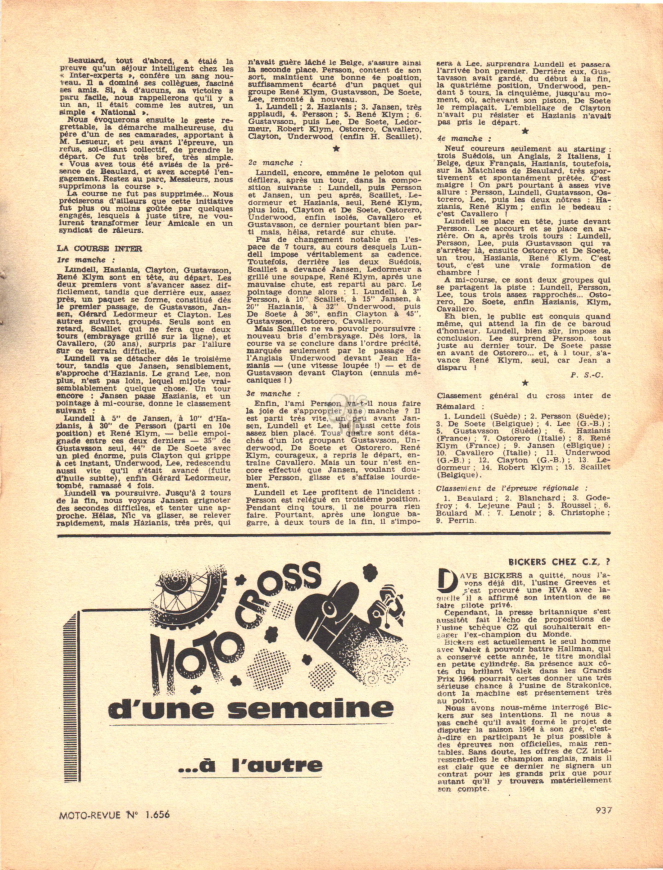 Beaulard, tout d'abord, a étalé la
preuve qu'un séjour intelligent chez les
« Inter-experts », confère un sang nou-
veau. Il a dominé ses collègues, fasciné
ses amis. Si, à d'aucuns, sa victoire a
paru facile, nous rappellerons qu'il y a
un an, il était comme les autres, un
simple « National ».
Nous évoquerons ensuite le geste re-
grettable, la démarche malheureuse, du
père d'un de ses camarades, apportant à
M. Lesueur, et peu avant l'épreuve, un
refus, soi-disant collectif, de prendre le
départ. Ce fut très bref, très simple.
« Vous avez tous été avisés de la pré-
sence de Beaulard, et avez accepté l'en-
gagement. Restez au parc, Messieurs, nous
supprimons la course ».
La course ne fut pas supprimée... Nous
préciserons d'ailleurs que cette initiative
fut plus ou moins goûtée par quelques
engagés, lesquels à juste titre, ne vou-
lurent transformer leur Amicale en un
syndicat de râleurs.
LA COURSE INTER
1re manche :
Lundell, Hazianis, Clayton, Gustavsson,
René Klym sont en tête, au départ. Les
deux premiers vont s'avancer assez dif-
ficilement, tandis que derrière eux, assez
près, un paquet se forme, constitué dès
le premier passage, de Gustavsson, Jan-
sen, Gérard Ledormeur et Clayton. Les
autres suivent, groupés. Seuls sont en
retard, Scaillet qui ne fera que deux
tours (embrayage grillé sur la ligne), et
Cavallero, (20 ans), surpris par l'allure
sur ce terrain difficile.
Lundell va se détacher dès le troisième
tour, tandis que Jansen, sensiblement,
s'approche d'Hazianis. Le grand Lee, non
plus, n'est pas loin, lequel mijote vrai-
semblablement quelque chose. Un tour
encore : Jansen passe Hazianis, et un
pointage à mi-course, donne le classement
suivant :
Lundell à 5" de Jansen, à 10" d'Ha-
zianis, à 30" de Persson (parti en 10e
position) et René Klym, — belle empoi-
gnade entre ces deux derniers — 35" de
Gustavsson seul, 44" de De Soete avec
un pied énorme, puis Clayton qui grippe
à cet instant, Underwood, Lee, redescendu
aussi vite qu'il s'était avancé (fuite
d'huile subite), enfin Gérard Ledormeur,
tombé, ramassé 4 fois.
Lundell va poursuivre. Jusqu'à 2 tours
de la fin, nous voyons Jansen grignoter
des secondes difficiles, et tenter une ap-
proche. Hélas, Nic va glisser, se relever
rapidement, mais Hazianis, très près, qui
n'avait guère lâché le Belge, s'assure ainsi
la seconde place. Persson, content de son
sort, maintient une bonne 4e position,
suffisamment écarté d'un paquet qui
groupe René Klym, Gustavsson, De Soete,
Lee, remonté à nouveau.
1. Lundell ; 2. Hazianis ; 3. Jansen, très
applaudi, 4. Persson ; 5. René Klym ; 6.
Gustavsson, puis Lee, De Soete, Ledor-
meur, Robert Klym, Ostorero, Cavallero,
Clayton, Underwood (enfin H. Scaillet).
2e manche :
Lundell, encore, emmène le peloton qui
défilera, après un tour, dans la compo-
sition suivante : Lundell, puis Persson
et Jansen, un peu après, Scaillet, Le-
dormeur et Hazianis, seul, René Klym,
plus loin, Clayton et De Soete, Ostorero,
Underwood, enfin isolés, Cavallero et
Gustavsson, ce dernier pourtant bien par-
ti mais, hélas, retardé sur chute.
Pas de changement notable en l'es-
pace de 7 tours, au cours desquels Lun-
dell impose véritablement sa cadence.
Toutefois, derrière les deux Suédois,
Scaillet a devancé Jansen, Ledormeur a
grillé une soupape, René Klym, après une
mauvaise chute, est reparti au parc. Le
pointage donne alors : 1. Lundell, à 3"
Persson, à 10" Scaillet, à 15" Jansen, à
20" Hazianis, à 32" Underwood, puis
De Soete à 36", enfin Clayton à 45",
Gustavsson, Ostorero, Cavallero.
Mais Scaillet ne va pouvoir poursuivre :
nouveau bris d'embrayage. Dès lors, la
course va se conclure dans l'ordre précité,
marquée seulement par le passage de
l'Anglais Underwood devant Jean Ha-
zianis — (une vitesse loupée !) — et de
Gustavsson devant Clayton (ennuis mé-
caniques !)
3e manche :
Enfin, l'ami Persson va-t-il nous faire
la joie de s'approprier une manche ? Il
est parti très vite, un peu avant Jan-
sen, Lundell et Lee, lui aussi cette fois
assez bien placé. Tous quatre sont déta-
chés d'un lot groupant Gustavsson, Un-
derwood, De Soete et Ostorero. René
Klym, courageux, a repris le départ, en-
traîne Cavallero. Mais un tour n'est en-
core effectué que Jansen, voulant dou-
bler Persson, glisse et s'affaisse lourde-
ment.
Lundell et Lee profitent de l'incident :
Persson est relégué en troisième position.
Pendant cinq tours, il ne pourra rien
faire. Pourtant, après une longue ba-
garre, à deux tours de la fin, il s'impo-
sera à Lee, surprendra Lundell et passera
l'arrivée bon premier. Derrière eux, Gus-
tavsson avait gardé, du début à la fin,
la quatrième position, Underwood, pen-
dant 5 tours, la cinquième, jusqu'au mo-
ment, où, achevant son piston, De Soete
le remplaçait. L'emballage de Clayton
n'avait pu résister et Hazianis n'avait
pas pris le départ.
4e manche :
Neuf coureurs seulement au starting :
trois Suédois, un Anglais, 2 Italiens, 1
Belge, deux Français, Hazianis, toutefois,
sur la Matchless de Beaulard, très spor-
tivement et spontanément prêtée. C'est
maigre ! On part pourtant à assez vive
allure : Persson, Lundell, Gustavsson, Os-
torero, Lee, puis les deux nôtres : Ha-
zianis, René Klym ; enfin le bedeau :
c'est Cavallero !
Lundell se place en tête, juste devant
Persson. Lee accourt et se place en ar-
rière. On a, après trois tours : Lundell,
Persson, Lee, puis Gustavsson qui va
s'arrêter là, ensuite Ostorero et De Soete,
un trou, Hazianis, René Klym. C'est
tout, c'est une vraie formation de
chambre !
A mi-course, ce sont deux groupes qui
se partagent la piste : Lundell, Persson,
Lee, tous trois assez rapprochés... Osto-
rero, De Soete, enfin Hazianis, Klym,
Cavallero.
Eh bien, le public est conquis quand
même, qui attend la fin de ce baroud
d'honneur. Lundell, bien sûr, impose sa
conclusion. Lee surprend Persson, tout
juste au dernier tour. De Soete passe
en avant de Ostorero... et, à 1 tour, s'a-
vance René Klym, seul, car Jean a
disparu !
P. S.-C.
Classement général du cross inter de
Rémalard :
1. Lundell (Suède) ; 2. Persson (Suède);
3. De Soete (Belgique) ; 4. Lee (G.-B.) ;
5. Gustavsson (Suède) ; 6. Hazianis
(France); 7. Ostorero (Italie) ; 8. René
Klym (France) ; 9. Jansen (eBlgique) ;
10. Cavallero (Italie) ; 11. Underwood
(G.-B.) ; 12. Clayton (G.-B.) ; 13. Le-
dormeur ; 14. Robert Klym ; 15. Scaillet
(Belgique).
Classement de l'épreuve régionale :
1. Beaulard ; 2. Blanchard ; 3. Gode-
froy ; 4. Lejeune Paul ; 5. Roussel ; 6.
Boulard M. ; 7. Lenoir ; 8. Christophe ;
9. Perrin.
MOTO CROSS
d'une semaine
...à l'autre
BICKERS CHEZ C.Z. ?
DAVE BICKERS a quitté, nous l'a-
vons déjà dit, l'usine Greeves et
s'est procuré une HVA avec la-
quelle il a affirmé son intention de se
faire pilote privé.
Cependant, la presse britannique s'est
aussitôt fait l'écho de propositions de
l'usine tchèque CZ qui souhaiterait en-
gager l'ex-champion du Monde.
Bickers est actuellement le seul homme
avec Valek à pouvoir battre Hallman, qui
a conservé cette année, le titre mondial
en petite cylindrée. Sa présence aux cô-
tés du brillant Valek dans les Grands
Prix 1964 pourrait certes donner une très
sérieuse chance à l'usine de Strakonice,
dont la machine est présentement très
au point.
Nous avons nous-même interrogé Bic-
kers sur ses intentions. Il ne nous a
pas caché qu'il avait formé le projet de
disputer la saison 1964 à son gré, c'est-
à-dire en participant le plus possible à
des épreuves non officielles, mais ren-
tables. Sans doute, les offres de CZ inté-
ressent-elles le champion anglais, mais il
est clair que ce dernier ne signera un
contrat pour les grands prix que pour
autant qu'il y trouvera matériellement
son compte.
MOTO-REVUE N° 1.656
937